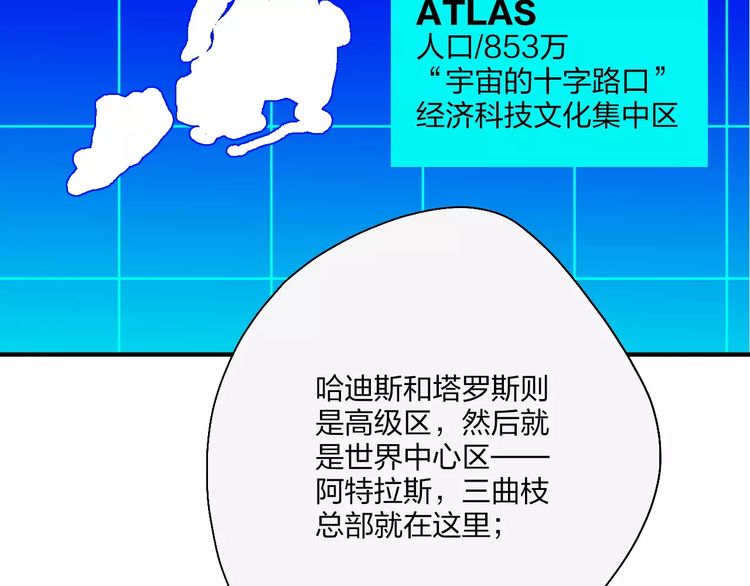 ATLAS
人口/853万
“宇宙的十字路口”
经济科技文化集中区
哈迪斯和塔罗斯则
是高级区，然后就
是世界中心区——
阿特拉斯，三曲枝
总部就在这里；